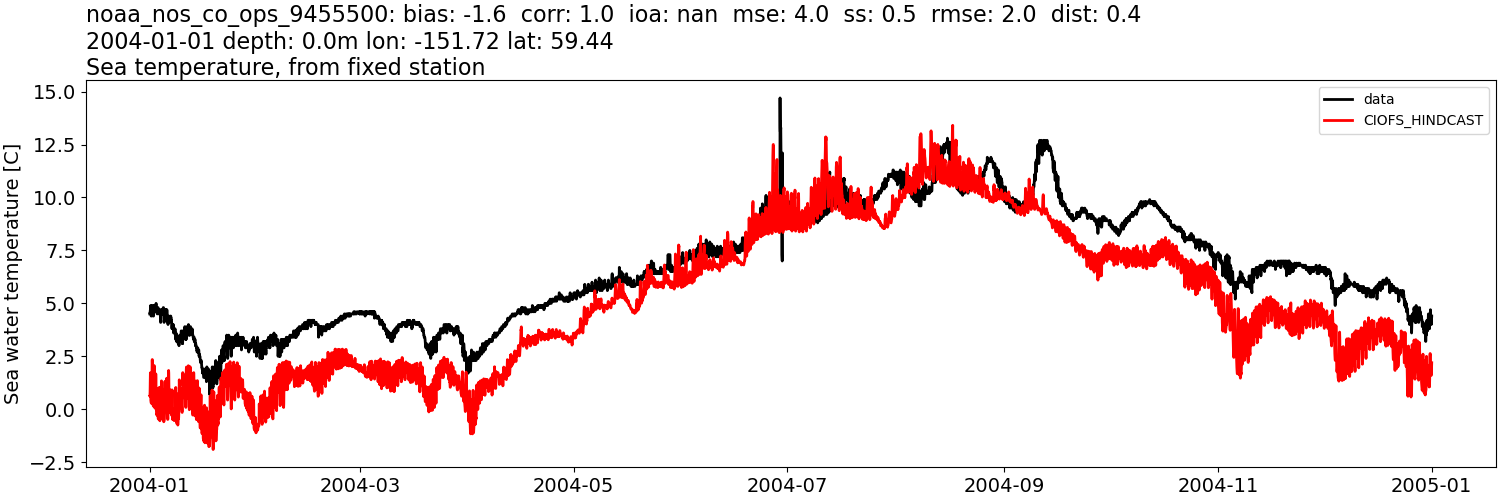 noaa_nos_co_ops_9455500: bias: -1.6  corr: 1.0  ioa: nan  mse: 4.0  ss: 0.5  rmse: 2.0  dist: 0.4
2004-01-01 depth: 0.0m lon: -151.72 lat: 59.44
Sea temperature, from fixed station
data
CIOFS_HINDCAST
Sea water temperature [C]
15.0
12.5
10.0
7.5
5.0
2.5
0.0
−2.5
2004-01 2004-03 2004-05 2004-07 2004-09 2004-11 2005-01